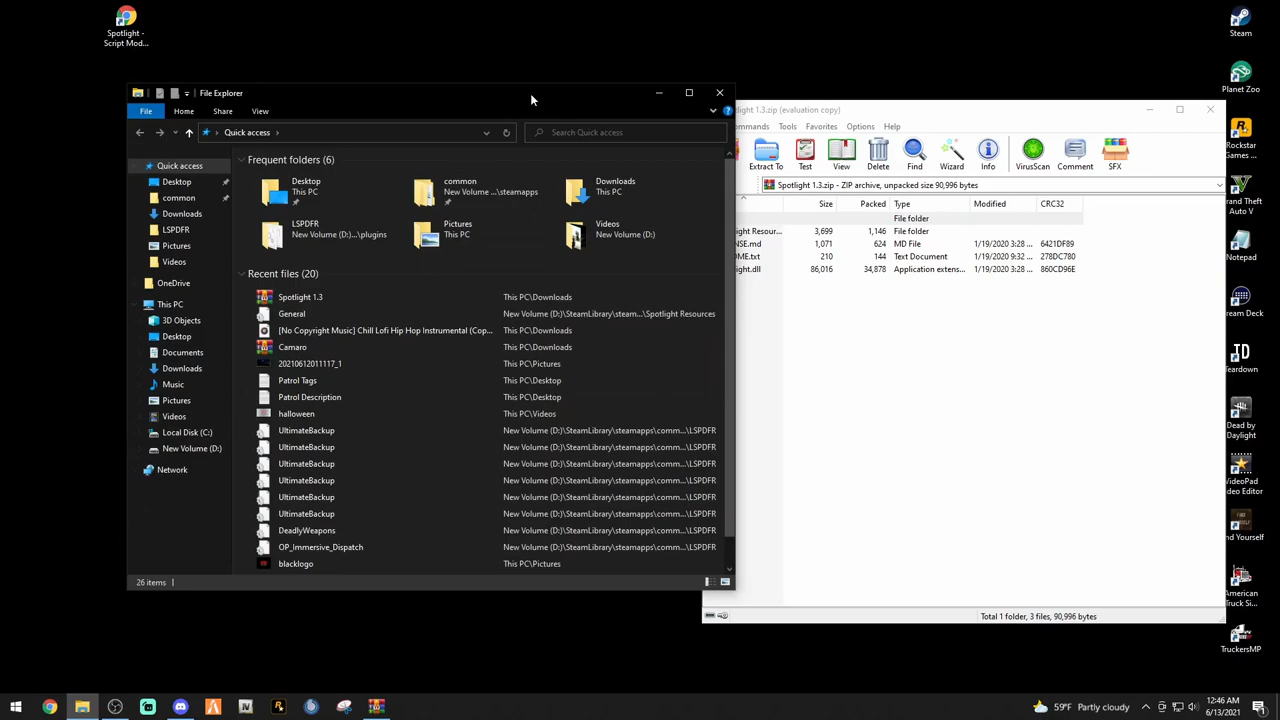 Spotlight -
Script Mod...
Steam
Planet Zoo
Rockstar
Games ...
Grand Theft
Auto V
Notepad
ream Deck
Teardown
Dead by
Daylight
VideoPad
deo Editor
nd Yourself
American
Truck Si...
TruckersMP
File Explorer
File
Home
Share
View
Quick access
Search Quick access
Quick access
Desktop
common
Downloads
LSPDFR
Pictures
Videos
OneDrive
This PC
3D Objects
Desktop
Documents
Downloads
Music
Pictures
Videos
Local Disk (C:)
New Volume (D:)
Network
Frequent folders (6)
Desktop
This PC
common
New Volume ...\steamapps
Downloads
This PC
LSPDFR
New Volume (D:)...\plugins
Pictures
This PC
Videos
New Volume (D:)
Recent files (20)
Spotlight 1.3 This PC\Downloads
General New Volume (D:)\SteamLibrary\steam...\Spotlight Resources
[No Copyright Music] Chill Lofi Hip Hop Instrumental (Cop... This PC\Downloads
Camaro This PC\Downloads
20210612011117_1 This PC\Pictures
Patrol Tags This PC\Desktop
Patrol Description This PC\Desktop
halloween This PC\Videos
UltimateBackup New Volume (D:)\SteamLibrary\steamapps\comm...\LSPDFR
UltimateBackup New Volume (D:)\SteamLibrary\steamapps\comm...\LSPDFR
UltimateBackup New Volume (D:)\SteamLibrary\steamapps\comm...\LSPDFR
UltimateBackup New Volume (D:)\SteamLibrary\steamapps\comm...\LSPDFR
UltimateBackup New Volume (D:)\SteamLibrary\steamapps\comm...\LSPDFR
UltimateBackup New Volume (D:)\SteamLibrary\steamapps\comm...\LSPDFR
DeadlyWeapons New Volume (D:)\SteamLibrary\steamapps\comm...\LSPDFR
OP_Immersive_Dispatch New Volume (D:)\SteamLibrary\steamapps\comm...\LSPDFR
blacklogo This PC\Pictures
26 items
tlight 1.3.zip (evaluation copy)
ommands Tools Favorites Options Help
Extract To Test View Delete Find Wizard Info VirusScan Comment SFX
Spotlight 1.3.zip - ZIP archive, unpacked size 90,996 bytes
Size Packed Type Modified CRC32
File folder
ight Resour... 3,699 1,146 File folder
NSE.md 1,071 624 MD File 1/19/2020 3:28 ... 6421DF89
OME.txt 210 144 Text Document 1/19/2020 9:32 ... 278DC780
ight.dll 86,016 34,878 Application extens... 1/19/2020 3:28 ... 860CD96E
Total 1 folder, 3 files, 90,996 bytes
59°F Partly cloudy
12:46 AM
6/13/2021